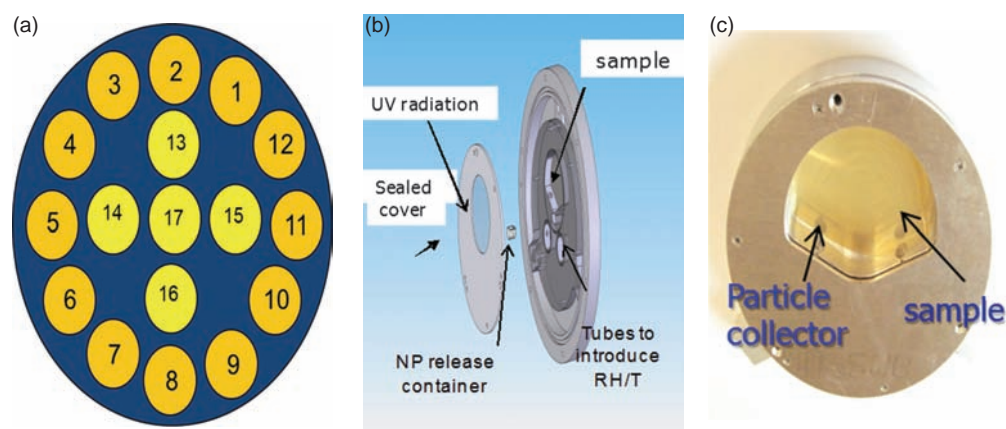 (a)
2
3
1
4
13
12
5
14
17
15
11
6
16
10
7
9
8
(b)
sample
UV radiation
Sealed
cover
NP release
container
Tubes to
introduce
RH/T
(c)
Particle
collector
sample